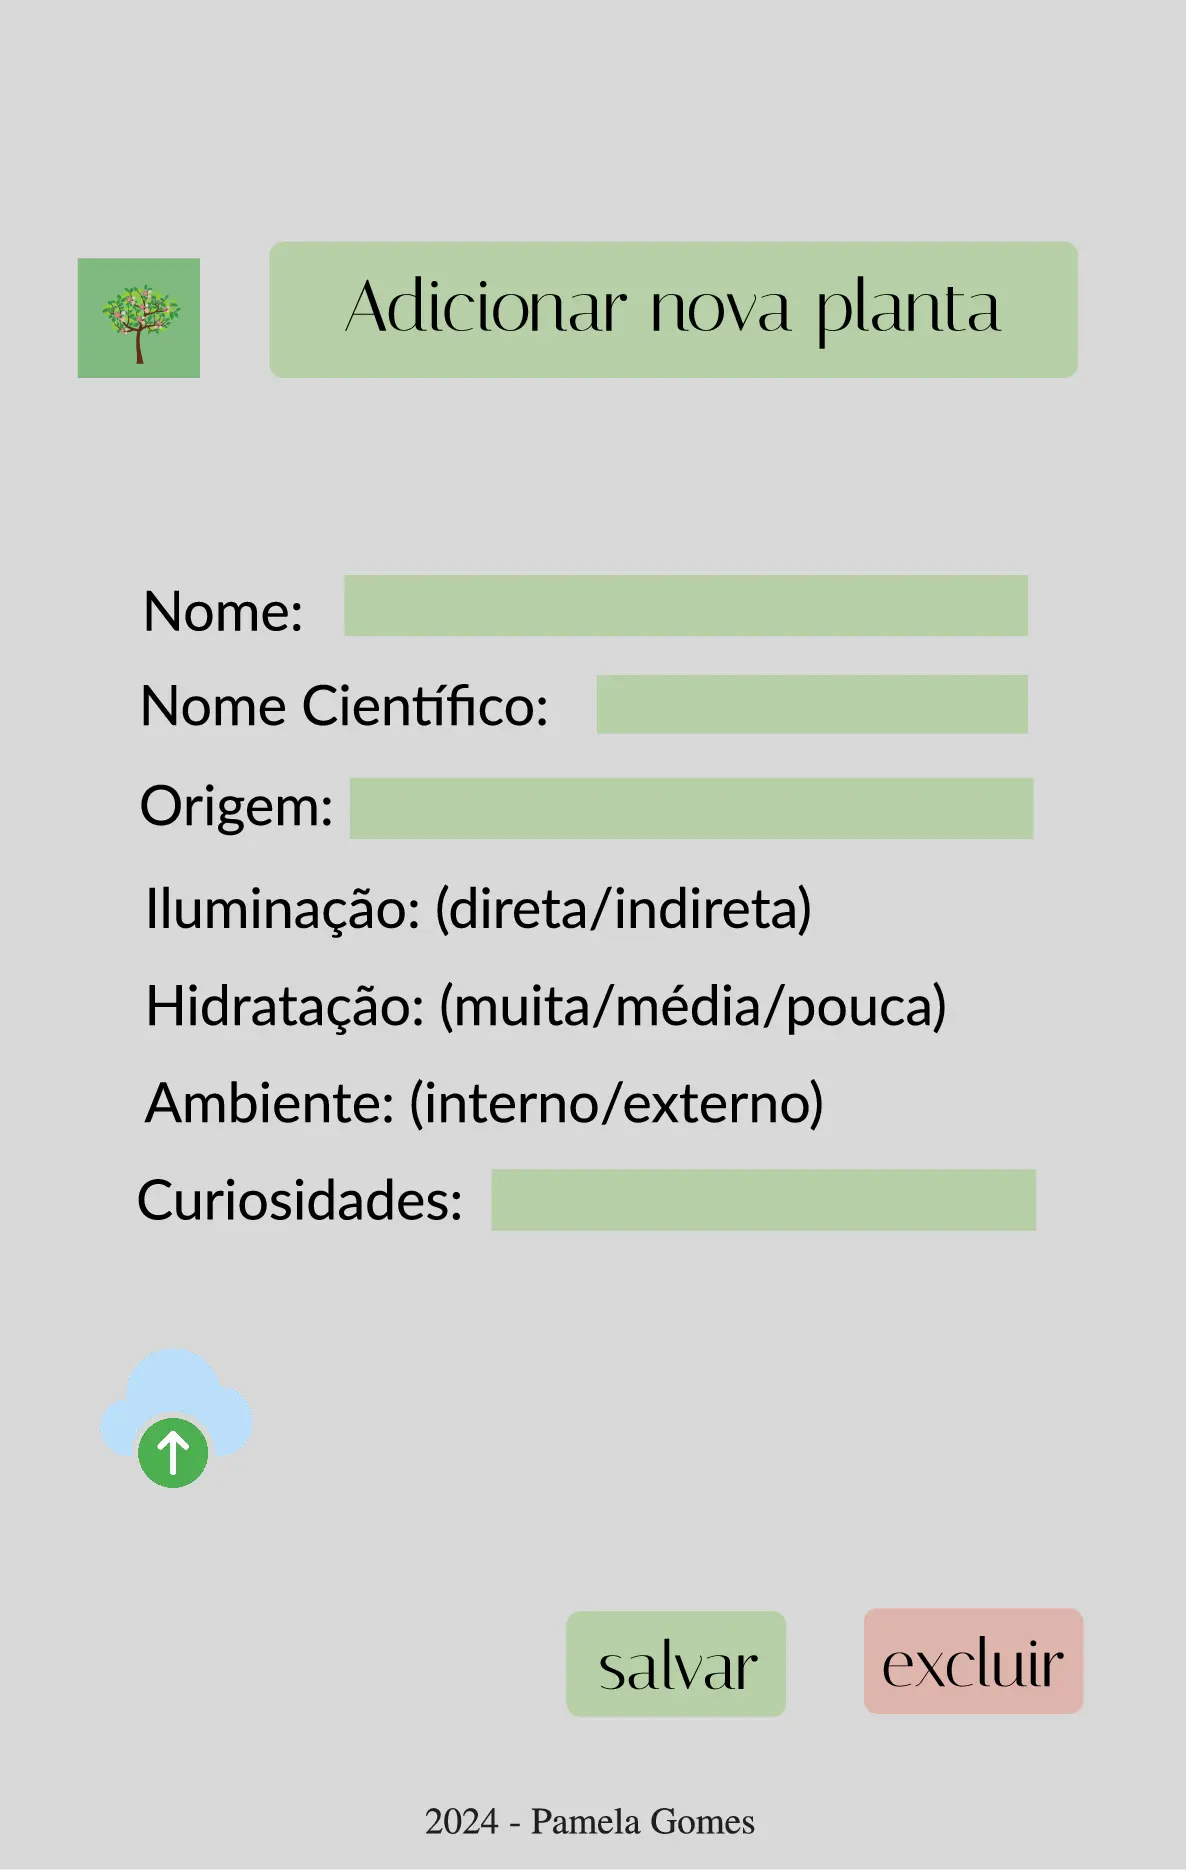 Adicionar nova planta
Nome:
Nome Científico:
Origem:
Iluminação: (direta/indireta)
Hidratação: (muita/média/pouca)
Ambiente: (interno/externo)
Curiosidades:
salvar
excluir
2024 - Pamela Gomes